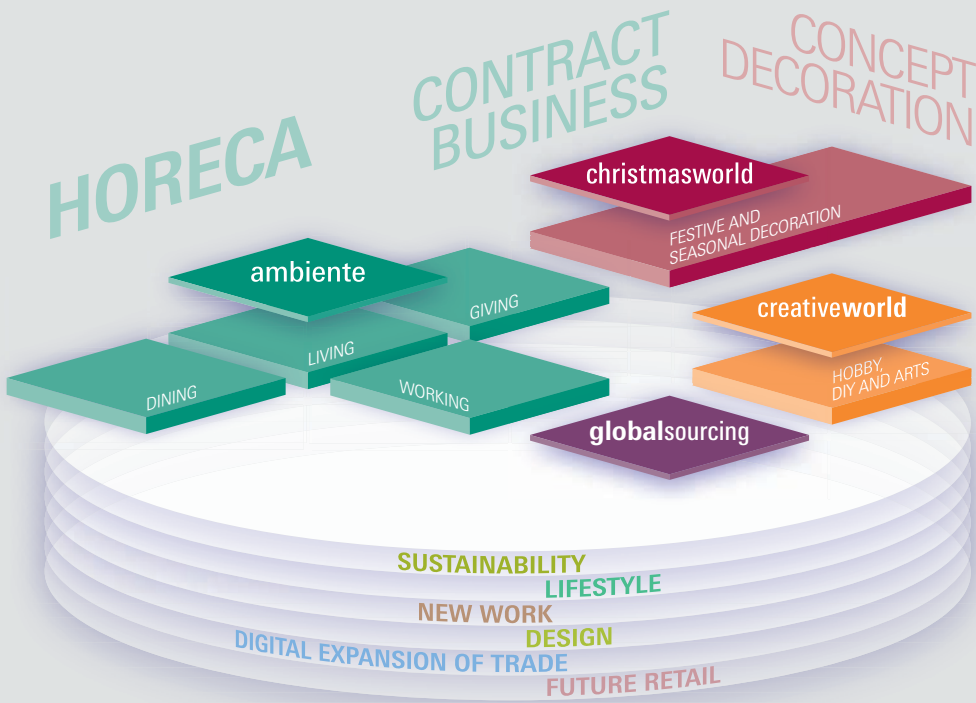 HORECA
CONTRACT
BUSINESS
CONCEPT
DECORATION
christmasworld
FESTIVE AND
SEASONAL DECORATION
ambiente
GIVING
LIVING
DINING
WORKING
creativeworld
HOBBY,
DIY AND ARTS
globalsourcing
SUSTAINABILITY
LIFESTYLE
NEW WORK
DESIGN
DIGITAL EXPANSION OF TRADE
FUTURE RETAIL